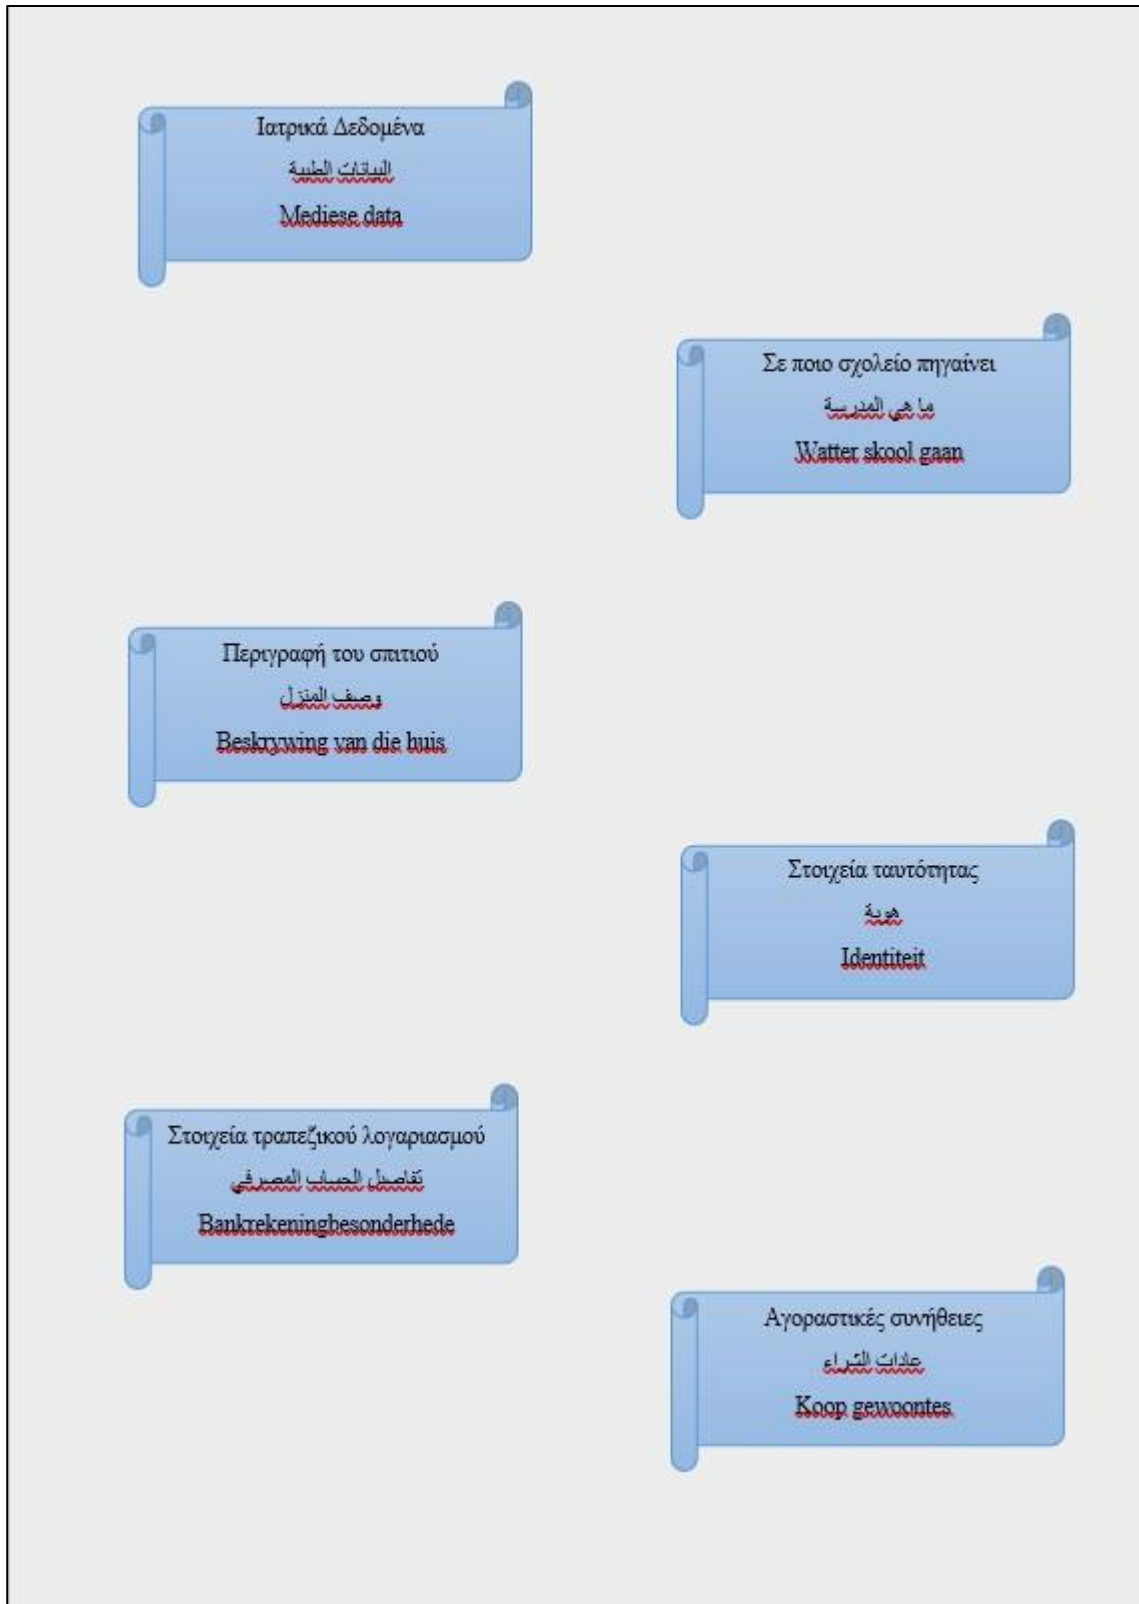 Ιατρικά Δεδομένα
البيانات الطبية
Mediese data
Σε ποιο σχολείο πηγαίνει
ما هي المدرسة
Watter skool gaan
Περιγραφή του σπιτιού
وصف المنزل
Beskrywing van die huis
Στοιχεία ταυτότητας
هوية
Identiteit
Στοιχεία τραπεζικού λογαριασμού
تفاصيل الحساب المصرفي
Bankrekeningbesonderhede
Αγοραστικές συνήθειες
عادات الشراء
Koop gewoontes